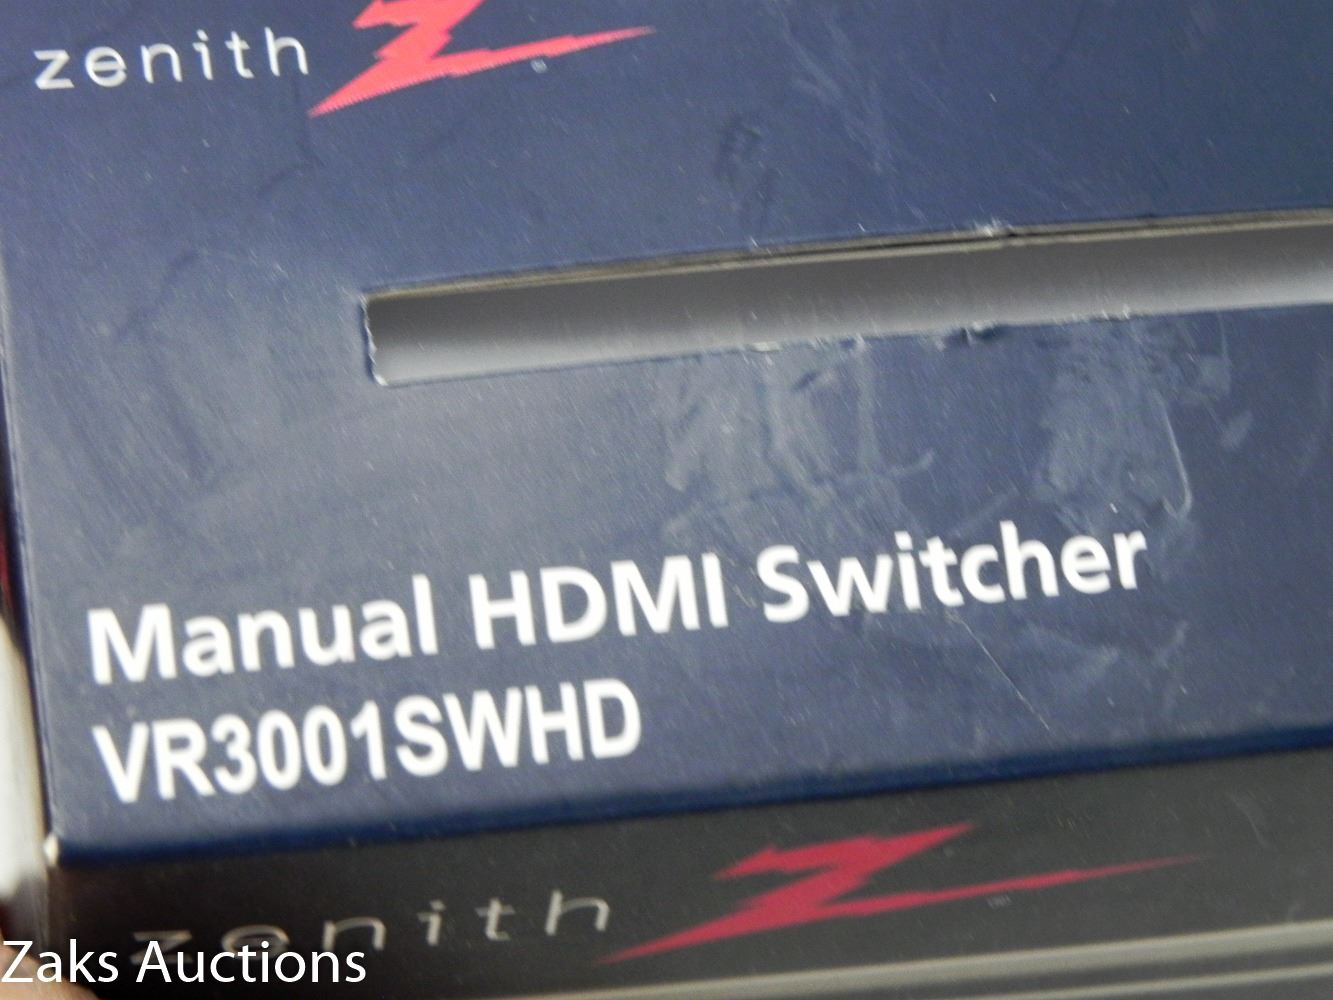 zenith
Manual HDMI Switcher
VR3001SWHD
zenith
Zaks Auctions